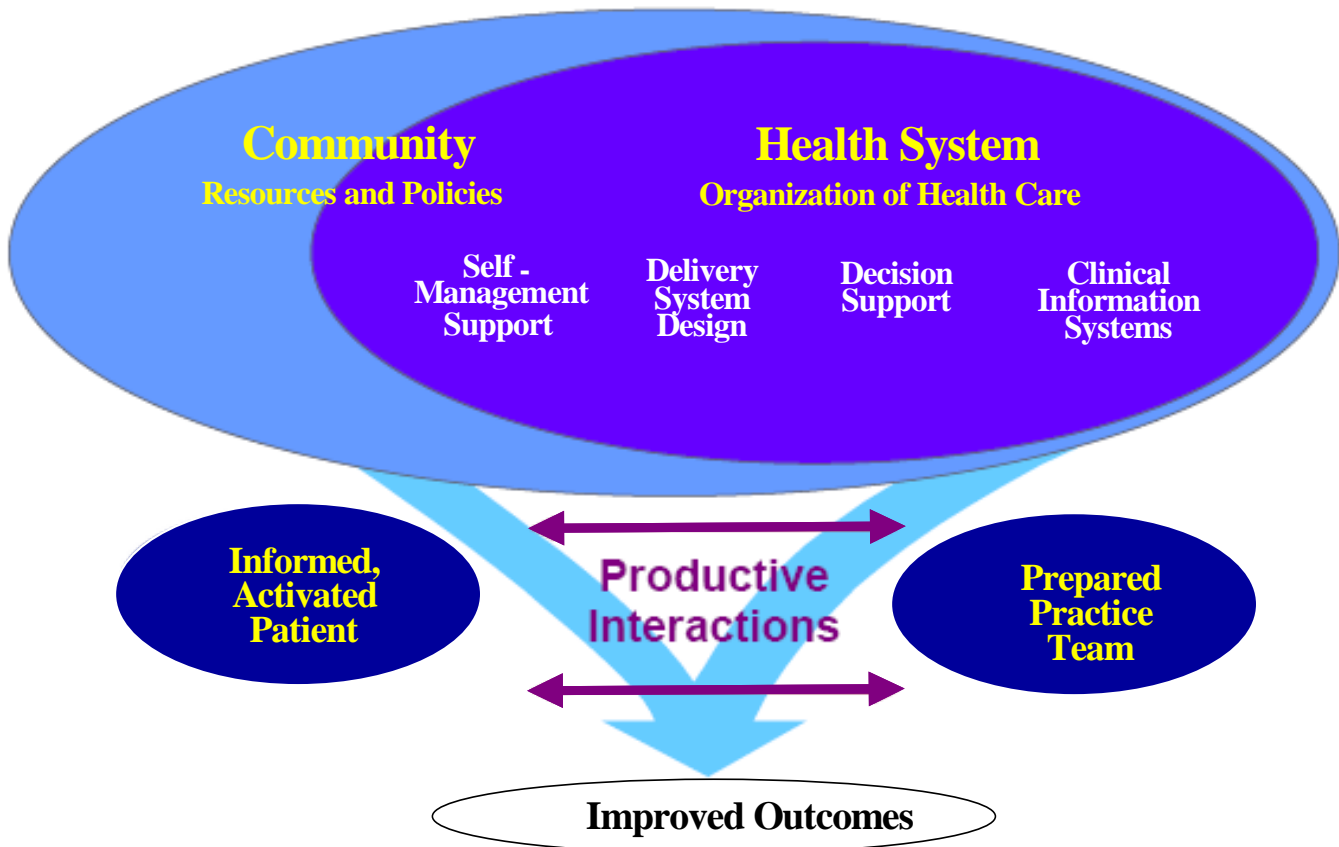 Community
Resources and Policies
Health System
Organization of Health Care
Self -
Management
Support
Delivery
System
Design
Decision
Support
Clinical
Information
Systems
Informed,
Activated
Patient
Productive
Interactions
Prepared
Practice
Team
Improved Outcomes